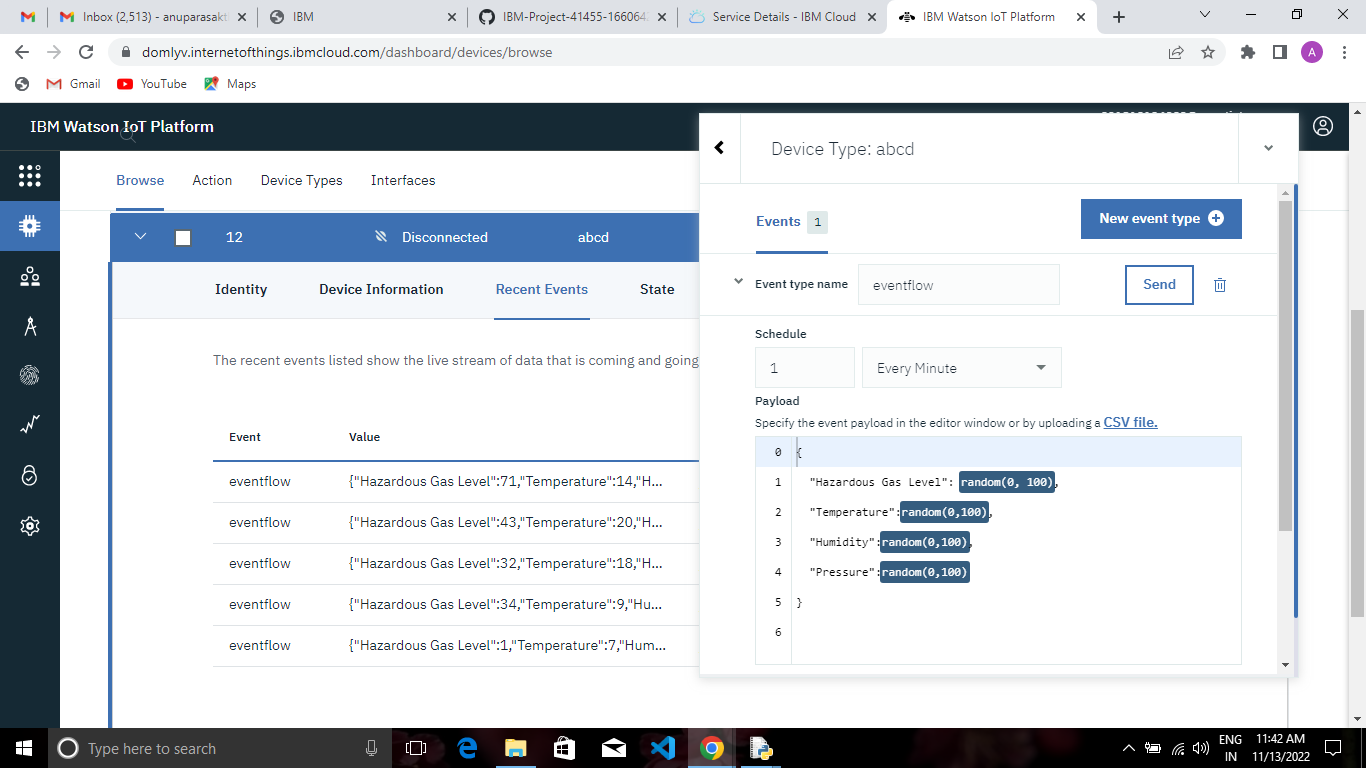 Inbox (2,513) - anuparasakt
IBM
IBM-Project-41455-166064
Service Details - IBM Cloud
IBM Watson IoT Platform
domlyv.internetofthings.ibmcloud.com/dashboard/devices/browse
A
Gmail
YouTube
Maps
IBM Watson IoT Platform
Device Type: abcd
Browse
Action
Device Types
Interfaces
Events 1
New event type
12
Disconnected
abcd
Identity
Device Information
Recent Events
State
Event type name
eventflow
Send
Schedule
1
Every Minute
The recent events listed show the live stream of data that is coming and going
Payload
Specify the event payload in the editor window or by uploading a CSV file.
Event
Value
eventflow
{"Hazardous Gas Level":71,"Temperature":14,"H...
eventflow
{"Hazardous Gas Level":43,"Temperature":20,"H...
eventflow
{"Hazardous Gas Level":32,"Temperature":18,"H...
eventflow
{"Hazardous Gas Level":34,"Temperature":9,"Hu...
eventflow
{"Hazardous Gas Level":1,"Temperature":7,"Hum...
0 {
1 "Hazardous Gas Level": random(0, 100),
2 "Temperature":random(0,100),
3 "Humidity":random(0,100),
4 "Pressure":random(0,100)
5 }
6
Type here to search
ENG
IN
11:42 AM
11/13/2022